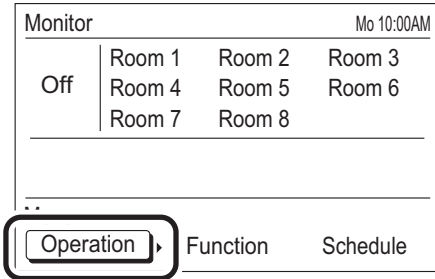 Monitor Mo 10:00AM
Room 1 Room 2 Room 3
Off Room 4 Room 5 Room 6
Room 7 Room 8
Operation Function Schedule